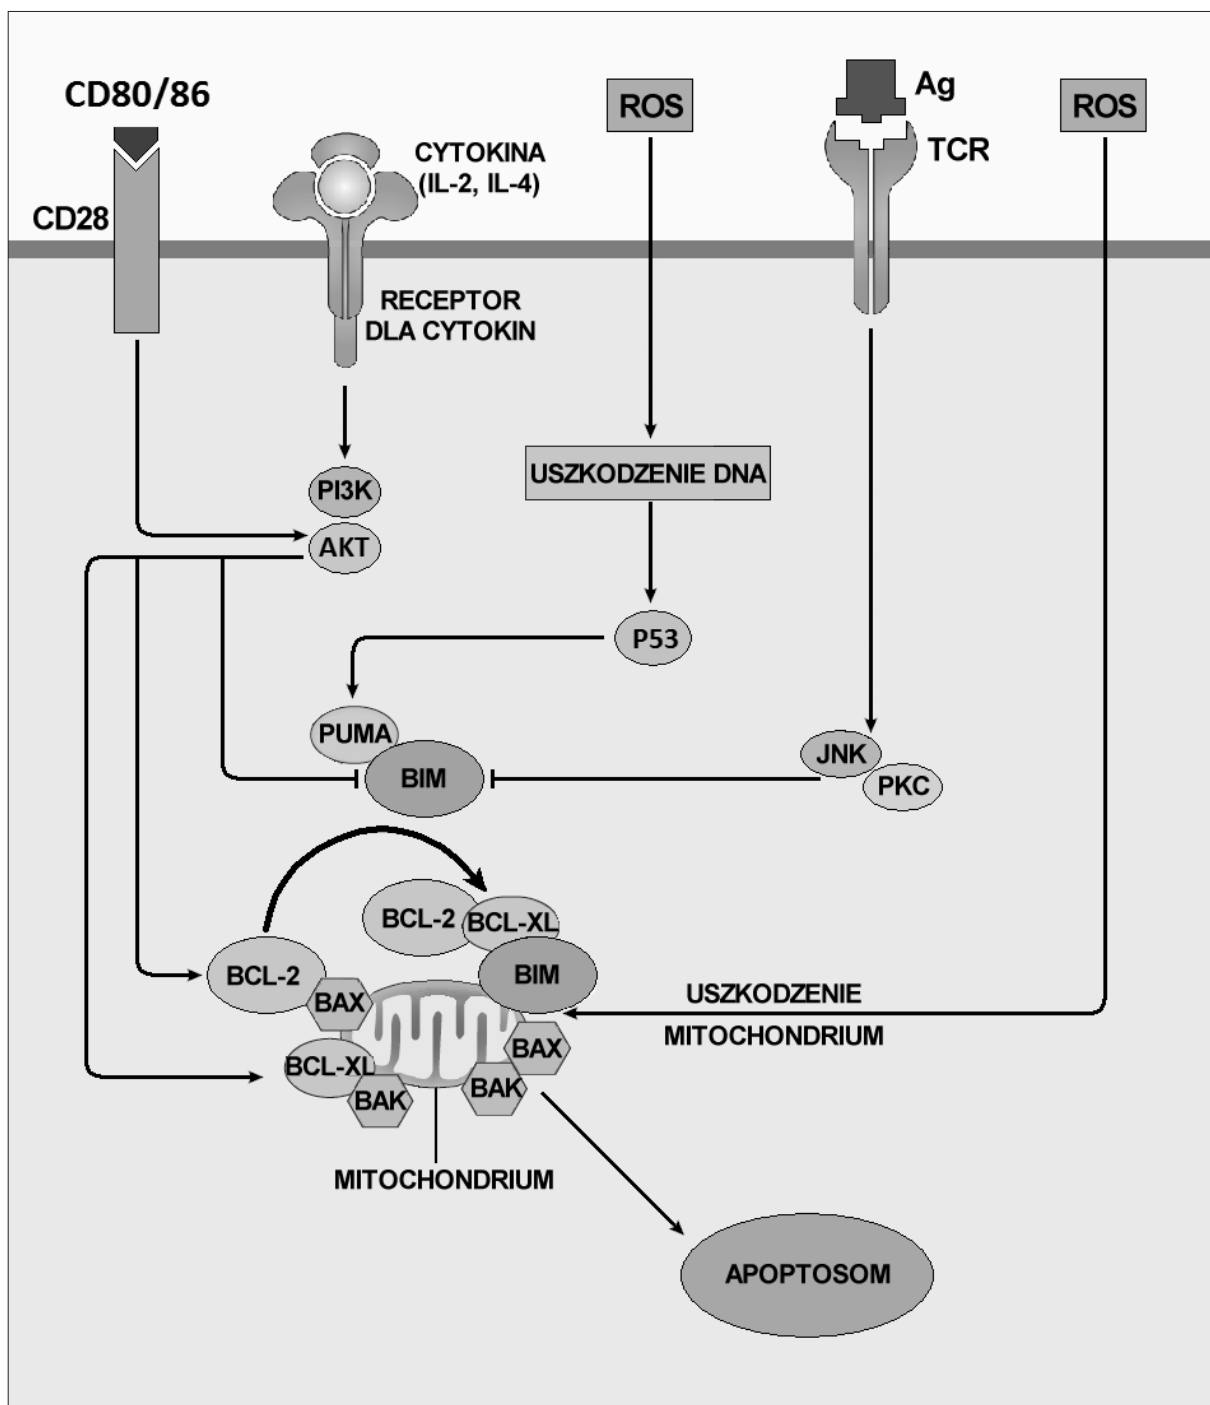 CD80/86
CD28
CYTOKINA
(IL-2, IL-4)
RECEPTOR
DLA CYTOKIN
ROS
Ag
TCR
ROS
USZKODZENIE DNA
PI3K
AKT
P53
PUMA
BIM
JNK
PKC
BCL-2
BCL-XL
BIM
BCL-2
BAX
BCL-XL
BAK
BAX
BAK
USZKODZENIE
MITOCHONDRIUM
MITOCHONDRIUM
APOPTOSOM